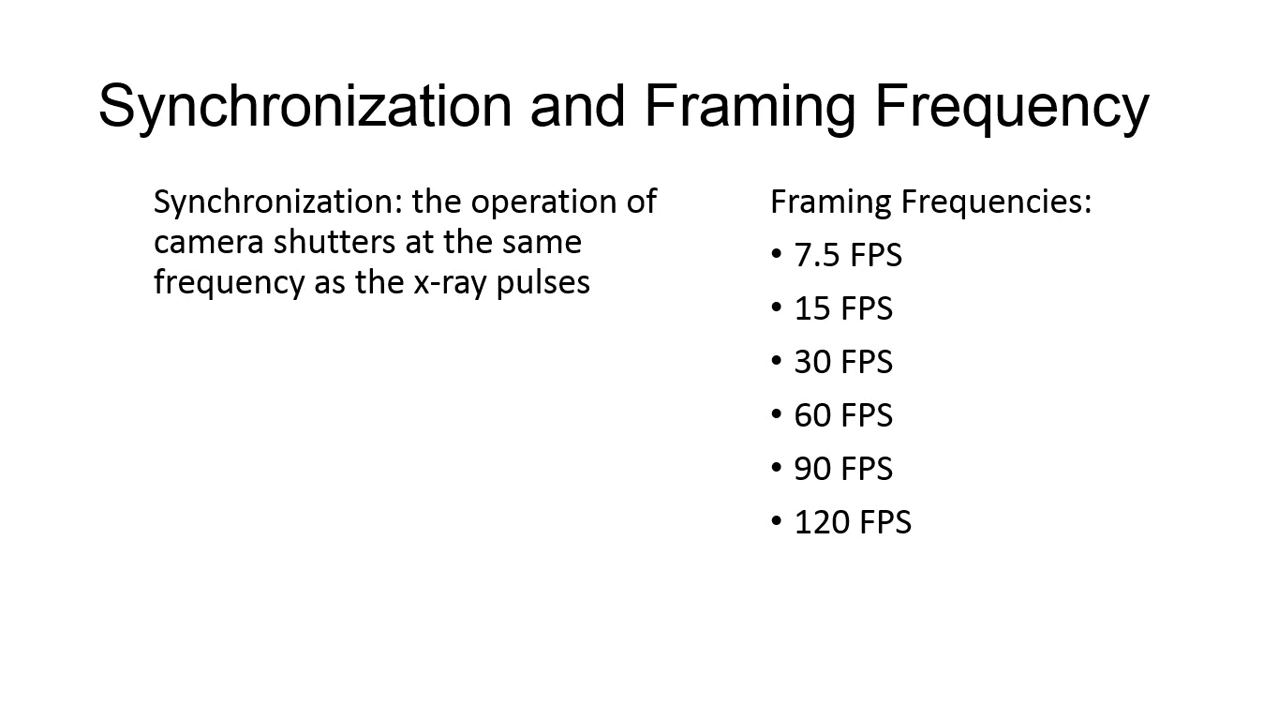 Synchronization and Framing Frequency
Synchronization: the operation of
camera shutters at the same
frequency as the x-ray pulses
Framing Frequencies:
• 7.5 FPS
• 15 FPS
• 30 FPS
• 60 FPS
• 90 FPS
• 120 FPS